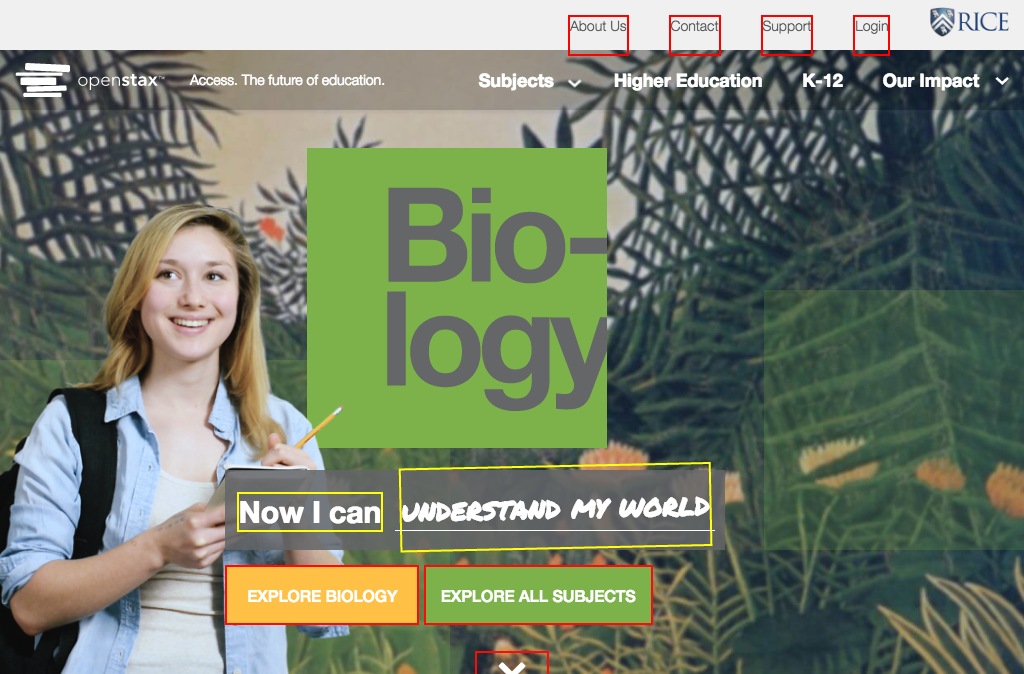 About Us Contact Support Login RICE
openstax™ Access. The future of education. Subjects Higher Education K-12 Our Impact
Bio-
logy
Now I can UNDERSTAND MY WORLD
EXPLORE BIOLOGY EXPLORE ALL SUBJECTS